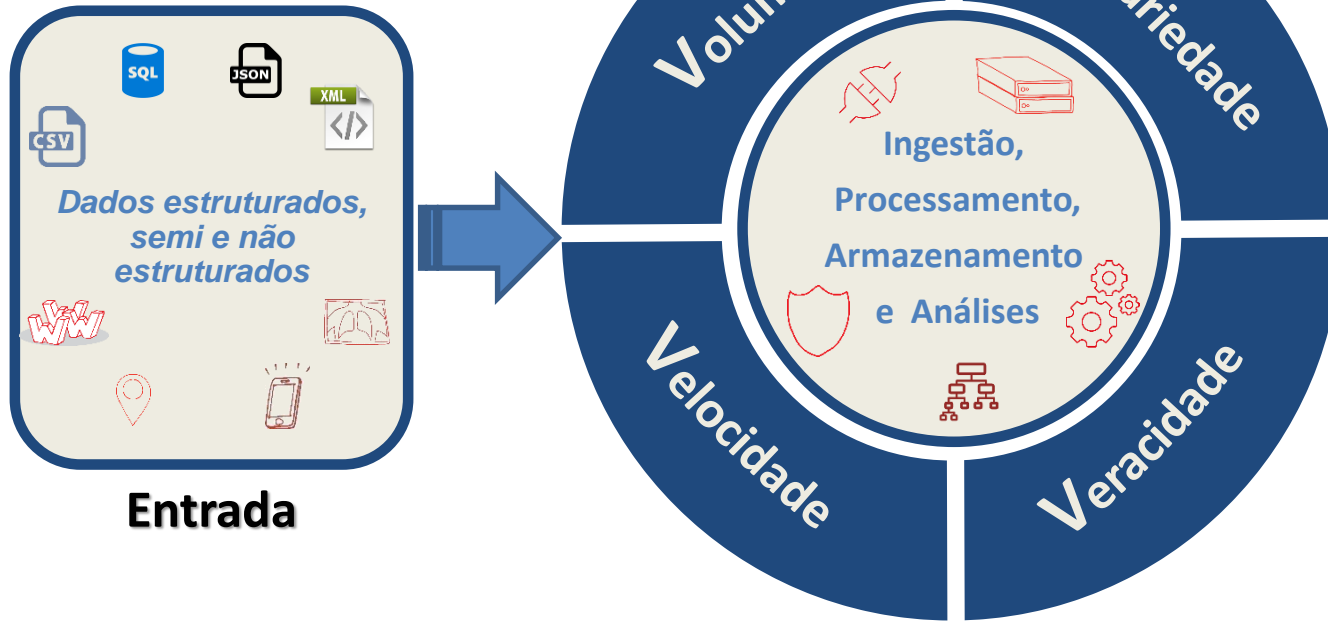 SQL
JSON
XML
</>
CSV
Dados estruturados,
semi e não
estruturados
WWW
Entrada
Ingestão,
Processamento,
Armazenamento
e Análises
Velocidade
Veracidade